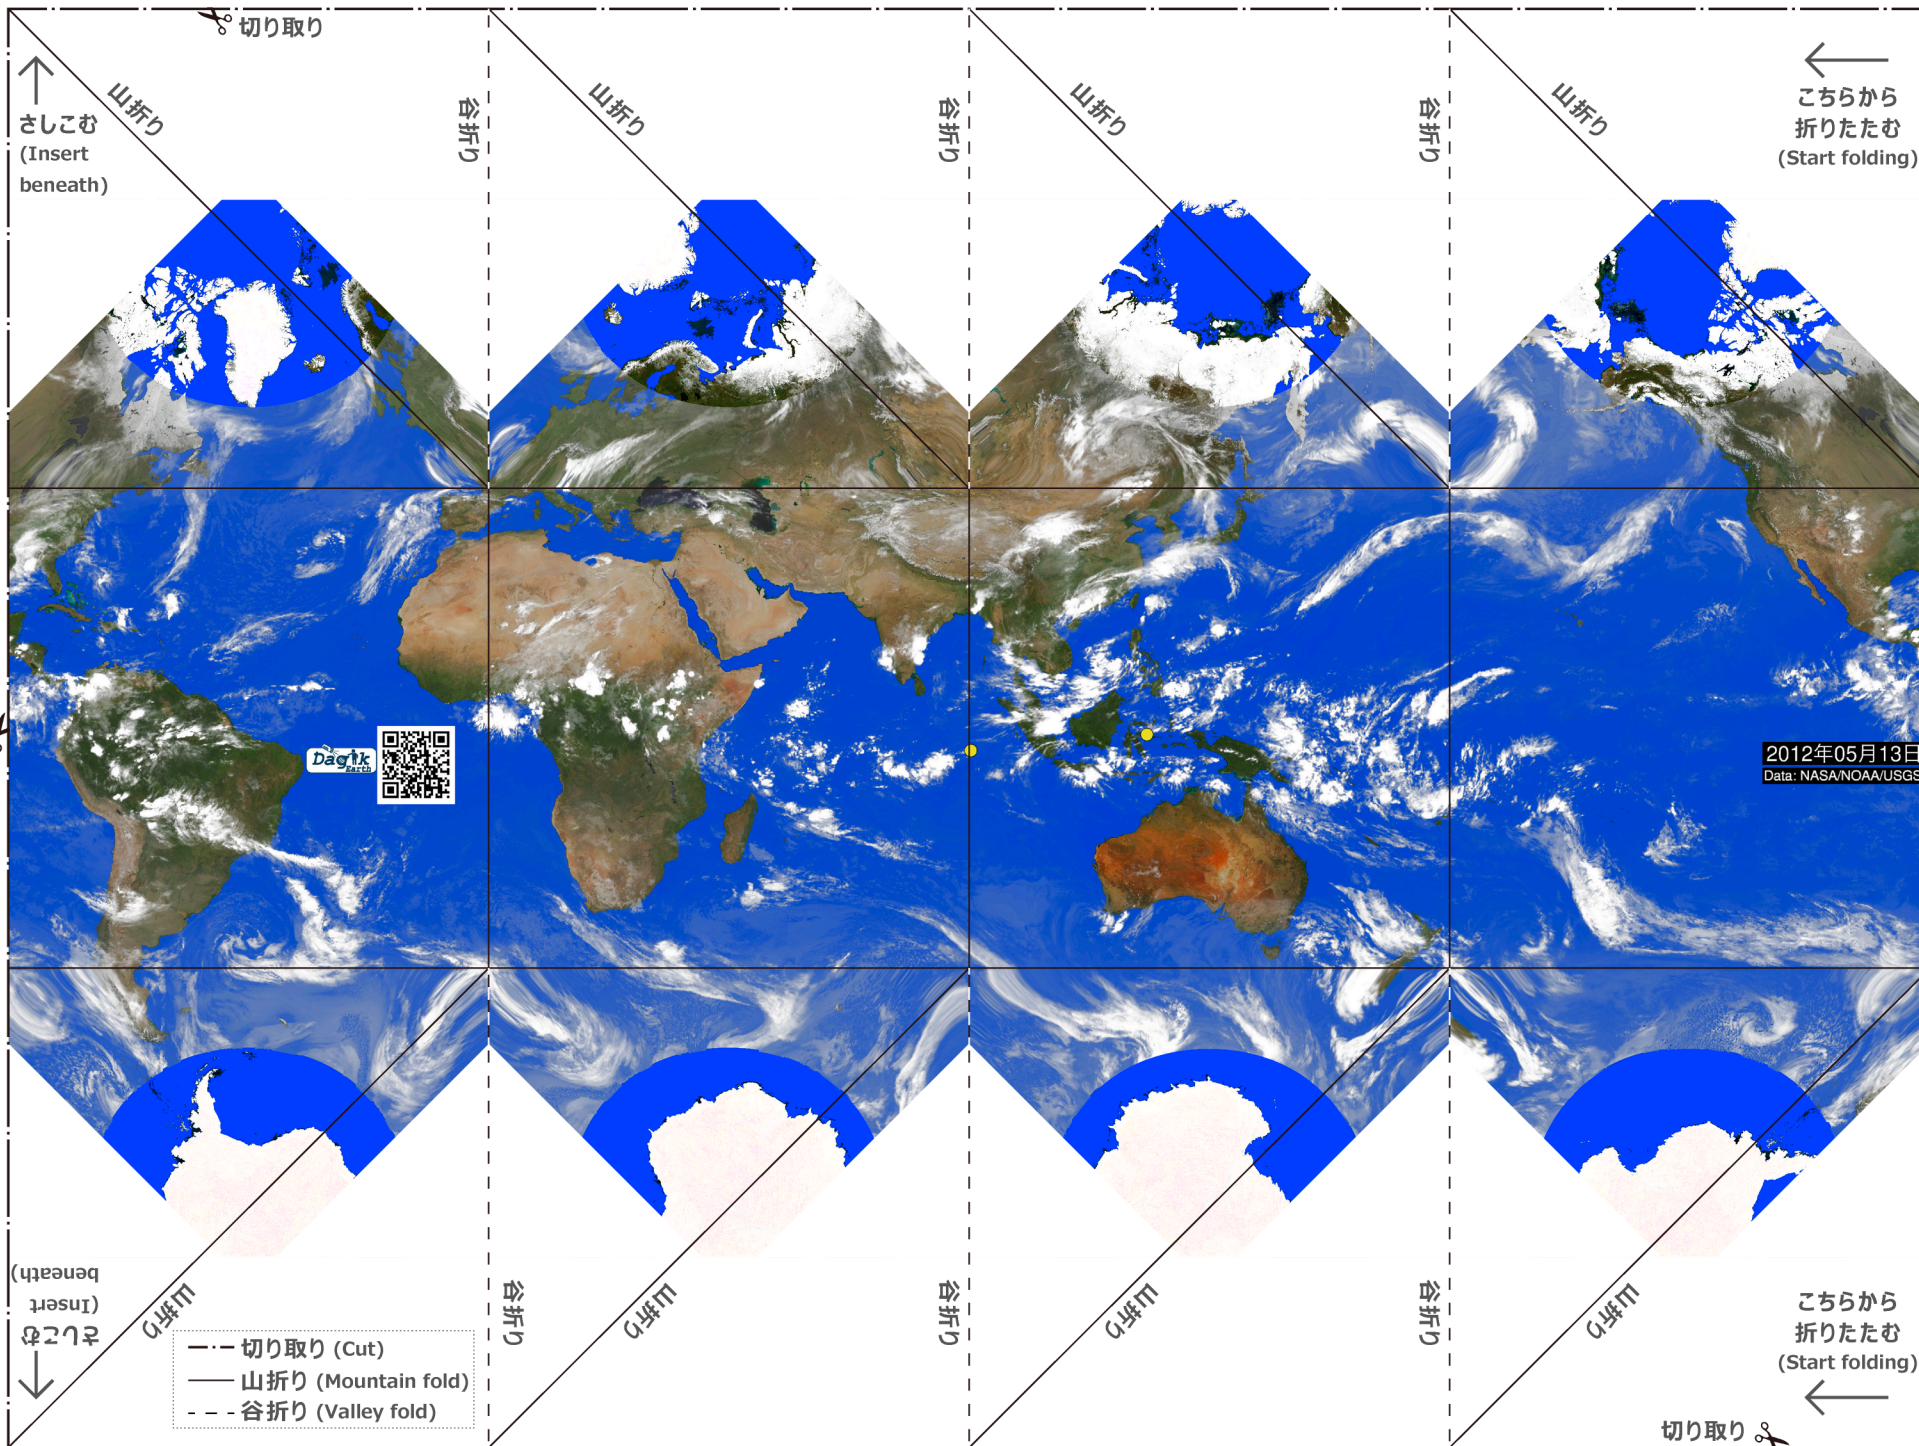 切り取り
山折り
谷折り
山折り
谷折り
山折り
谷折り
山折り
さしこむ
(Insert
beneath)
こちらから
折りたたむ
(Start folding)
Dagik
Earth
2012年05月13日
Data: NASA/NOAA/USGS
さしこむ
(Insert
beneath)
山折り
谷折り
山折り
谷折り
山折り
谷折り
山折り
こちらから
折りたたむ
(Start folding)
切り取り (Cut)
山折り (Mountain fold)
谷折り (Valley fold)
切り取り